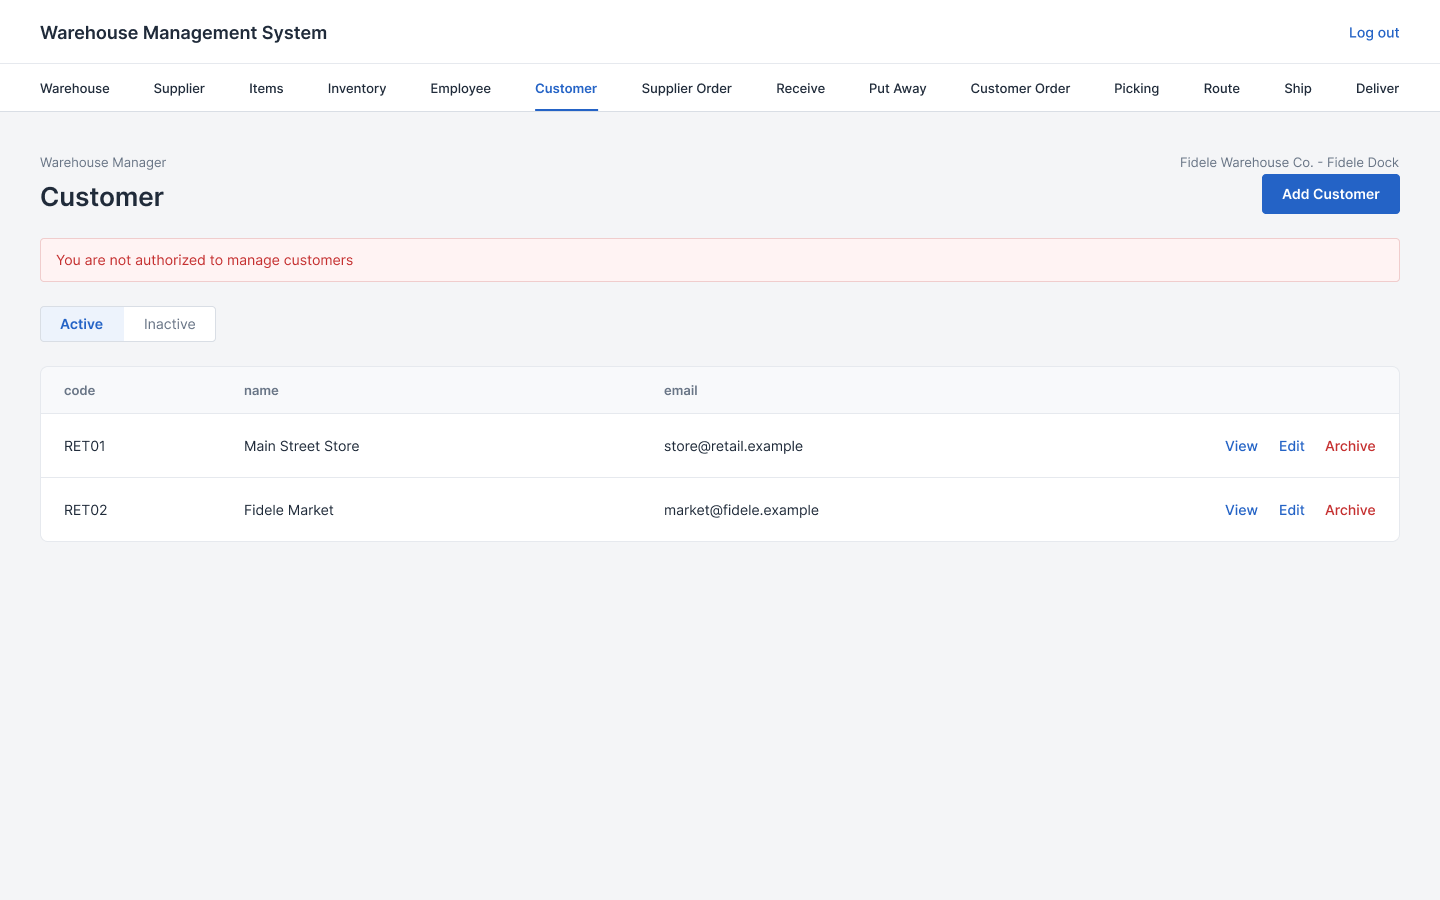 Warehouse Management System
Log out
Warehouse Supplier Items Inventory Employee Customer Supplier Order Receive Put Away Customer Order Picking Route Ship Deliver
Warehouse Manager
Fidele Warehouse Co. - Fidele Dock
Customer
Add Customer
You are not authorized to manage customers
Active Inactive
code name email
RET01 Main Street Store store@retail.example View Edit Archive
RET02 Fidele Market market@fidele.example View Edit Archive